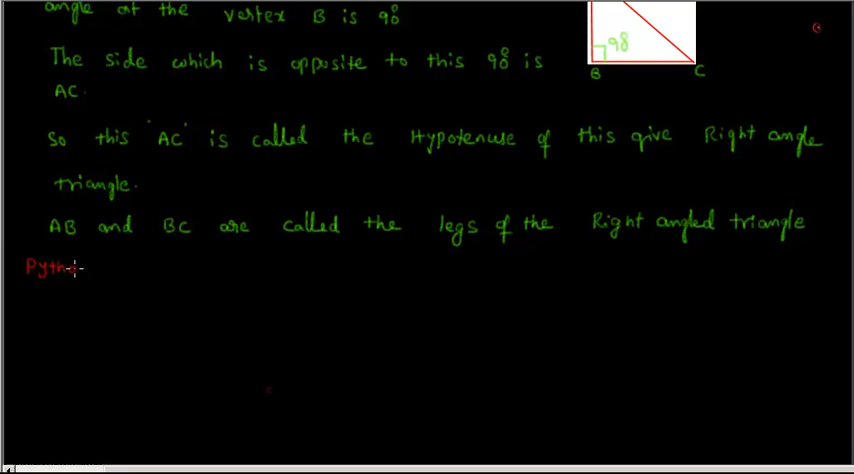 angle at the vertex B is 90°
The side which is opposite to this 90° is
AC.
So this 'AC' is called the Hypotenuse of this give Right angle
triangle.
AB and BC are called the legs of the Right angled triangle
Pytha
90°
B
C